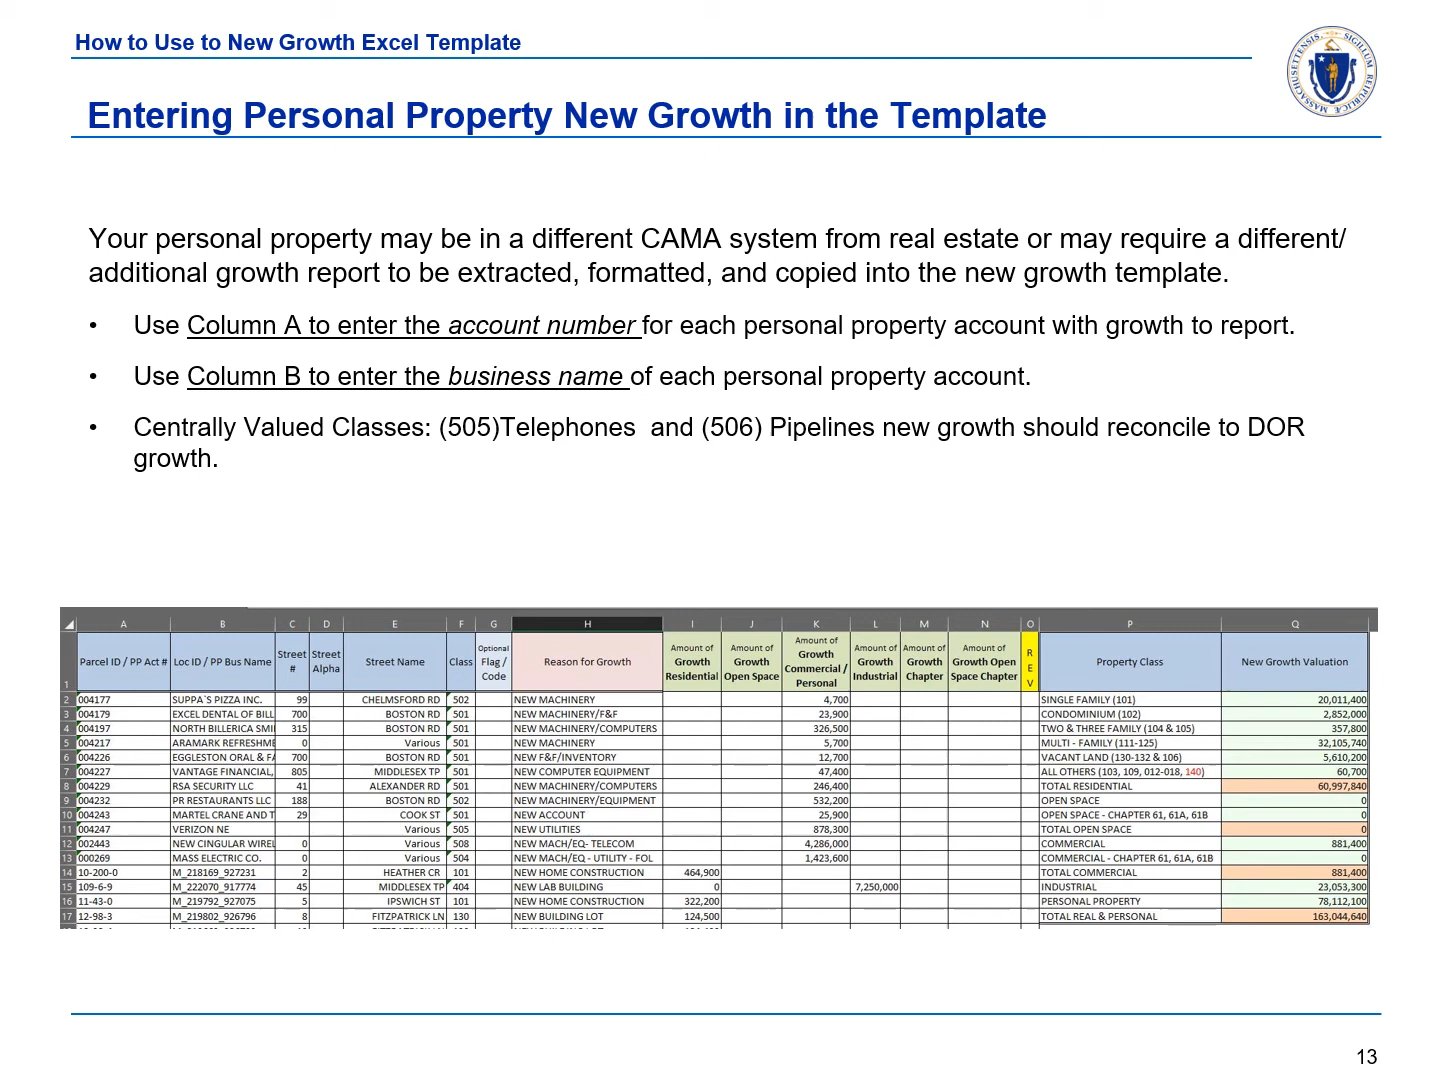 How to Use to New Growth Excel Template
MASSACHUSETTENSIS. SIGILLUM REIPUBLICÆ
Entering Personal Property New Growth in the Template
Your personal property may be in a different CAMA system from real estate or may require a different/
additional growth report to be extracted, formatted, and copied into the new growth template.
• Use Column A to enter the account number for each personal property account with growth to report.
• Use Column B to enter the business name of each personal property account.
• Centrally Valued Classes: (505)Telephones and (506) Pipelines new growth should reconcile to DOR
growth.
A B C D E F G H I J K L M N O P Q
1 Parcel ID / PP Act # Loc ID / PP Bus Name Street # Street Alpha Street Name Class Optional Flag / Code Reason for Growth Amount of Growth Residential Amount of Growth Open Space Amount of Growth Commercial / Personal Amount of Growth Industrial Amount of Growth Chapter Amount of Growth Open Space Chapter REV Property Class New Growth Valuation
2 004177 SUPPA`S PIZZA INC. 99 CHELMSFORD RD 502 NEW MACHINERY 4,700 SINGLE FAMILY (101) 20,011,400
3 004179 EXCEL DENTAL OF BILL 700 BOSTON RD 501 NEW MACHINERY/F&F 23,900 CONDOMINIUM (102) 2,852,000
4 004197 NORTH BILLERICA SMI 315 BOSTON RD 501 NEW MACHINERY/COMPUTERS 326,500 TWO & THREE FAMILY (104 & 105) 357,800
5 004217 ARAMARK REFRESHME 0 Various 501 NEW MACHINERY 5,700 MULTI - FAMILY (111-125) 32,105,740
6 004226 EGGLESTON ORAL & FA 700 BOSTON RD 501 NEW F&F/INVENTORY 12,700 VACANT LAND (130-132 & 106) 5,610,200
7 004227 VANTAGE FINANCIAL, 805 MIDDLESEX TP 501 NEW COMPUTER EQUIPMENT 47,400 ALL OTHERS (103, 109, 012-018, 140) 60,700
8 004229 RSA SECURITY LLC 41 ALEXANDER RD 501 NEW MACHINERY/COMPUTERS 246,400 TOTAL RESIDENTIAL 60,997,840
9 004232 PR RESTAURANTS LLC 188 BOSTON RD 502 NEW MACHINERY/EQUIPMENT 532,200 OPEN SPACE 0
10 004243 MARTEL CRANE AND T 29 COOK ST 501 NEW ACCOUNT 25,900 OPEN SPACE - CHAPTER 61, 61A, 61B 0
11 004247 VERIZON NE Various 505 NEW UTILITIES 878,300 TOTAL OPEN SPACE 0
12 002443 NEW CINGULAR WIREL 0 Various 508 NEW MACH/EQ- TELECOM 4,286,000 COMMERCIAL 881,400
13 000269 MASS ELECTRIC CO. 0 Various 504 NEW MACH/EQ - UTILITY - FOL 1,423,600 COMMERCIAL - CHAPTER 61, 61A, 61B 0
14 10-200-0 M_218169_927231 2 HEATHER CR 101 NEW HOME CONSTRUCTION 464,900 TOTAL COMMERCIAL 881,400
15 109-6-9 M_222070_917774 45 MIDDLESEX TP 404 NEW LAB BUILDING 0 7,250,000 INDUSTRIAL 23,053,300
16 11-43-0 M_219792_927075 5 IPSWICH ST 101 NEW HOME CONSTRUCTION 322,200 PERSONAL PROPERTY 78,112,100
17 12-98-3 M_219802_926796 8 FITZPATRICK LN 130 NEW BUILDING LOT 124,500 TOTAL REAL & PERSONAL 163,044,640
13